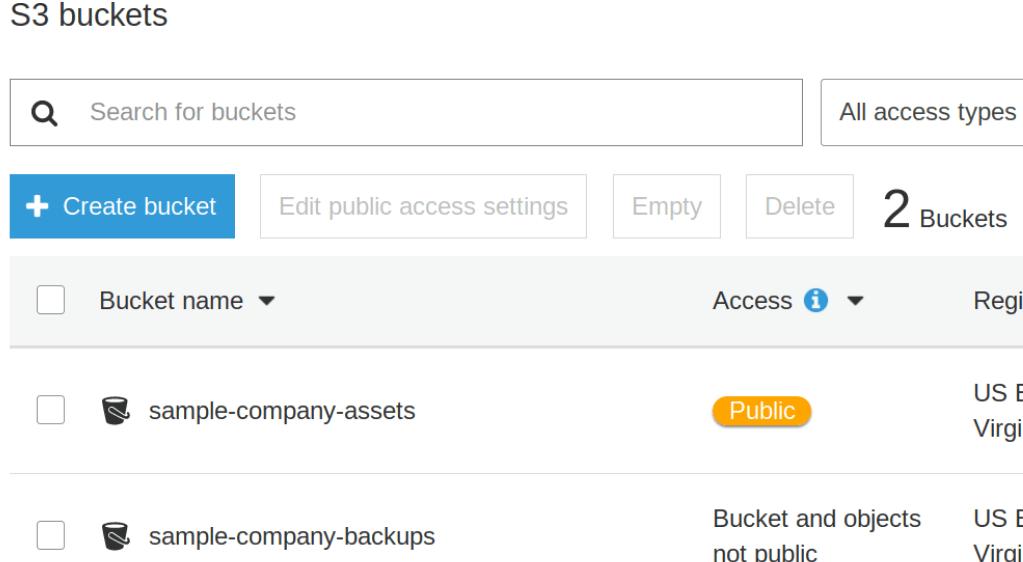 S3 buckets
Search for buckets
All access types
Create bucket
Edit public access settings
Empty
Delete
2 Buckets
Bucket name
Access
Regi
sample-company-assets
Public
US E
Virgi
sample-company-backups
Bucket and objects
not public
US E
Virgi